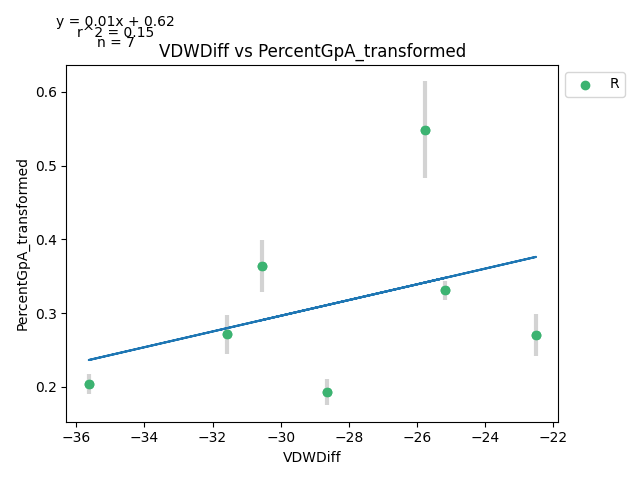 y = 0.01x + 0.62
r^2 = 0.15
n = 7
VDWDiff vs PercentGpA_transformed
R
PercentGpA_transformed
0.6
0.5
0.4
0.3
0.2
−36 −34 −32 −30 −28 −26 −24 −22
VDWDiff